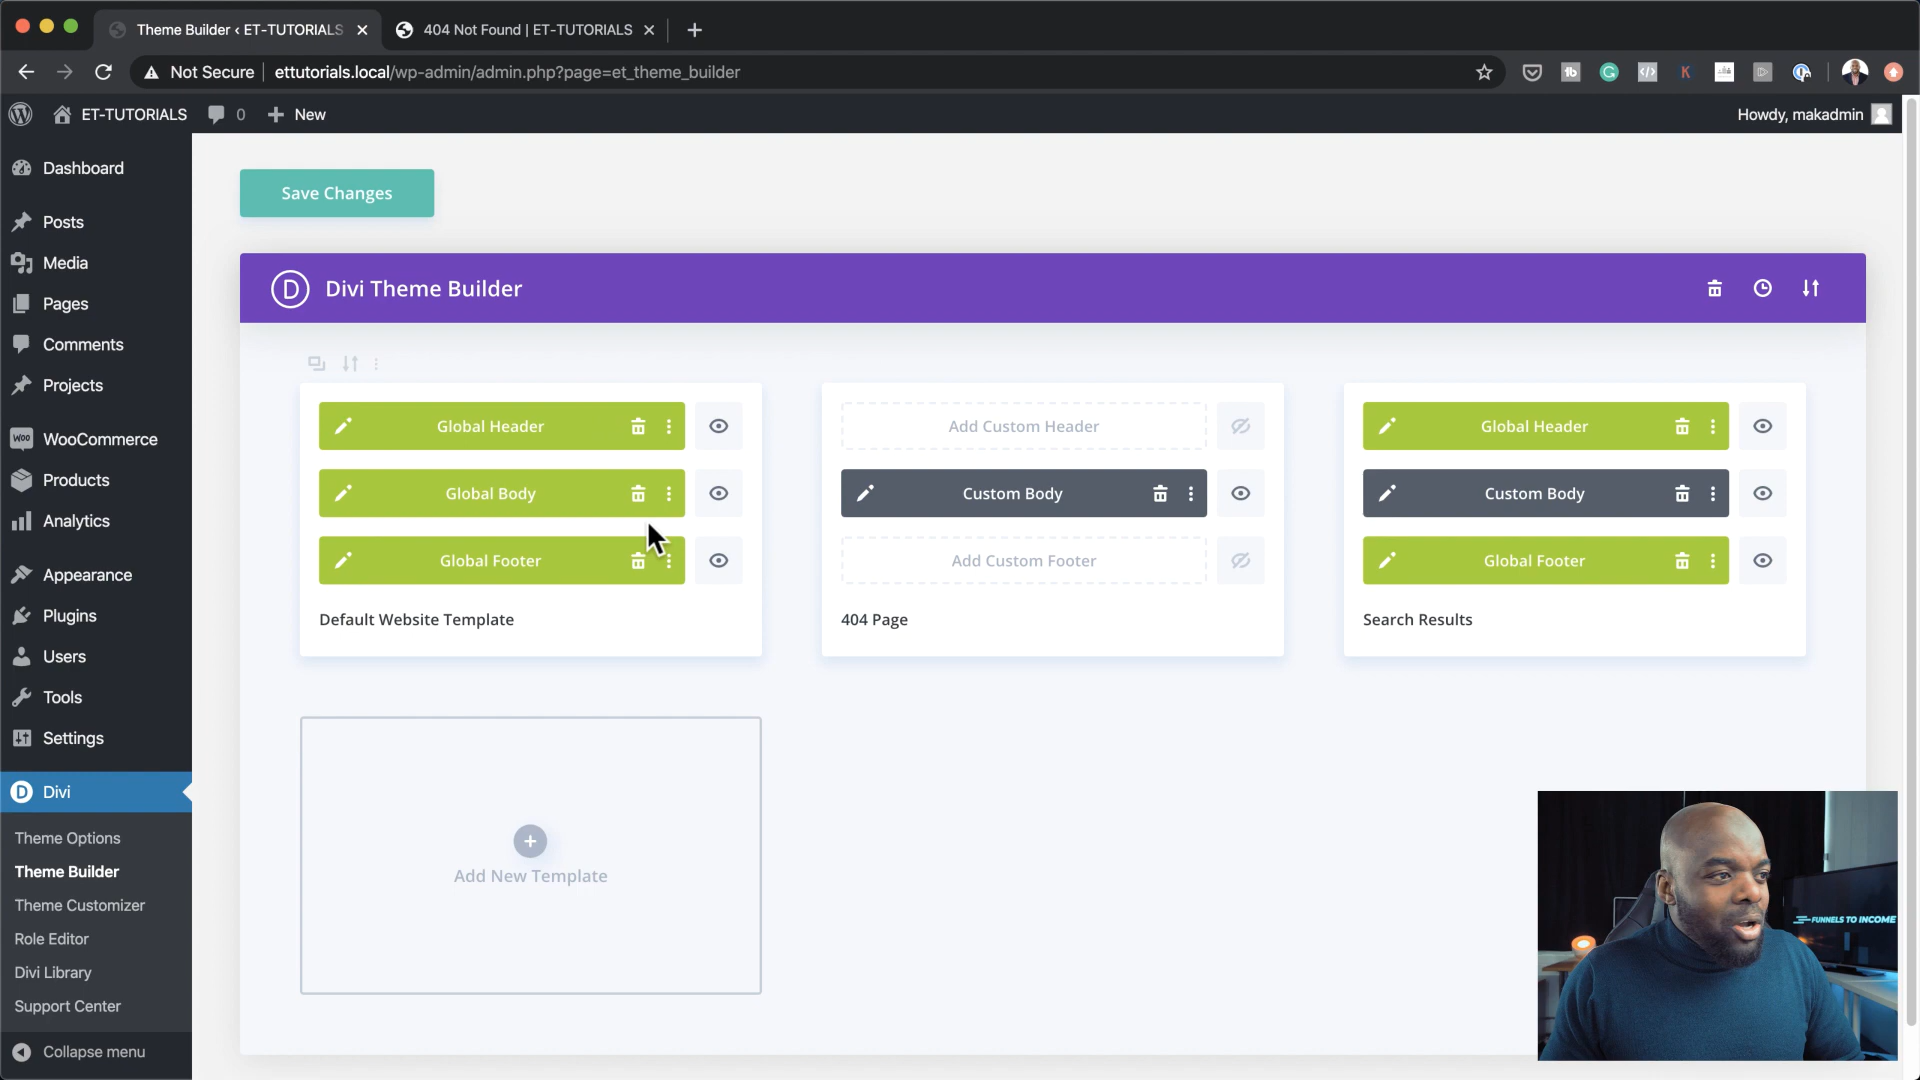 Theme Builder ‹ ET-TUTORIALS
404 Not Found | ET-TUTORIALS
Not Secure
ettutorials.local/wp-admin/admin.php?page=et_theme_builder
ET-TUTORIALS
0
New
Howdy, makadmin
Dashboard
Posts
Media
Pages
Comments
Projects
WooCommerce
Products
Analytics
Appearance
Plugins
Users
Tools
Settings
Divi
Theme Options
Theme Builder
Theme Customizer
Role Editor
Divi Library
Support Center
Collapse menu
Save Changes
D
Divi Theme Builder
Global Header
Global Body
Global Footer
Default Website Template
Add Custom Header
Custom Body
Add Custom Footer
404 Page
Global Header
Custom Body
Global Footer
Search Results
Add New Template
FUNNELS TO INCOME